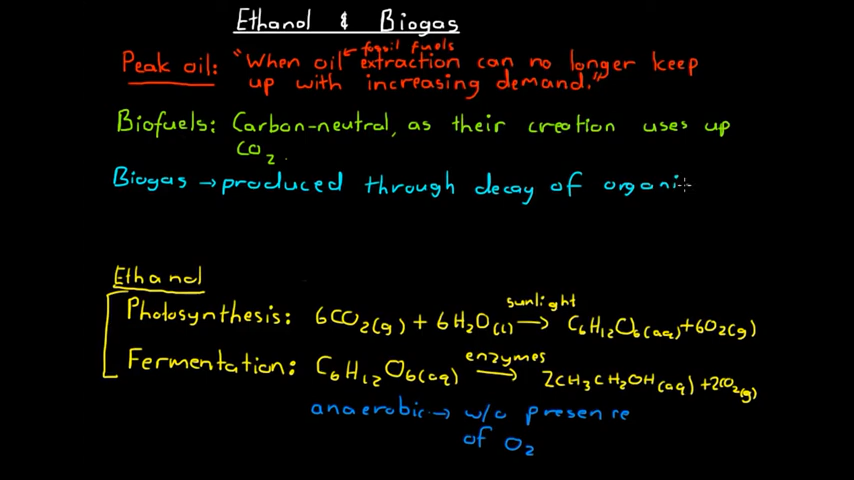 Ethanol & Biogas
fossil fuels
Peak oil: "When oil extraction can no longer keep
up with increasing demand."
Biofuels: Carbon-neutral, as their creation uses up
CO₂.
Biogas → produced through decay of organi
Ethanol
sunlight
Photosynthesis: 6CO₂(g) + 6H₂O(l) → C₆H₁₂O₆(aq) + 6O₂(g)
enzymes
Fermentation: C₆H₁₂O₆(aq) → 2CH₃CH₂OH(aq) + 2CO₂(g)
anaerobic → w/o presence
of O₂